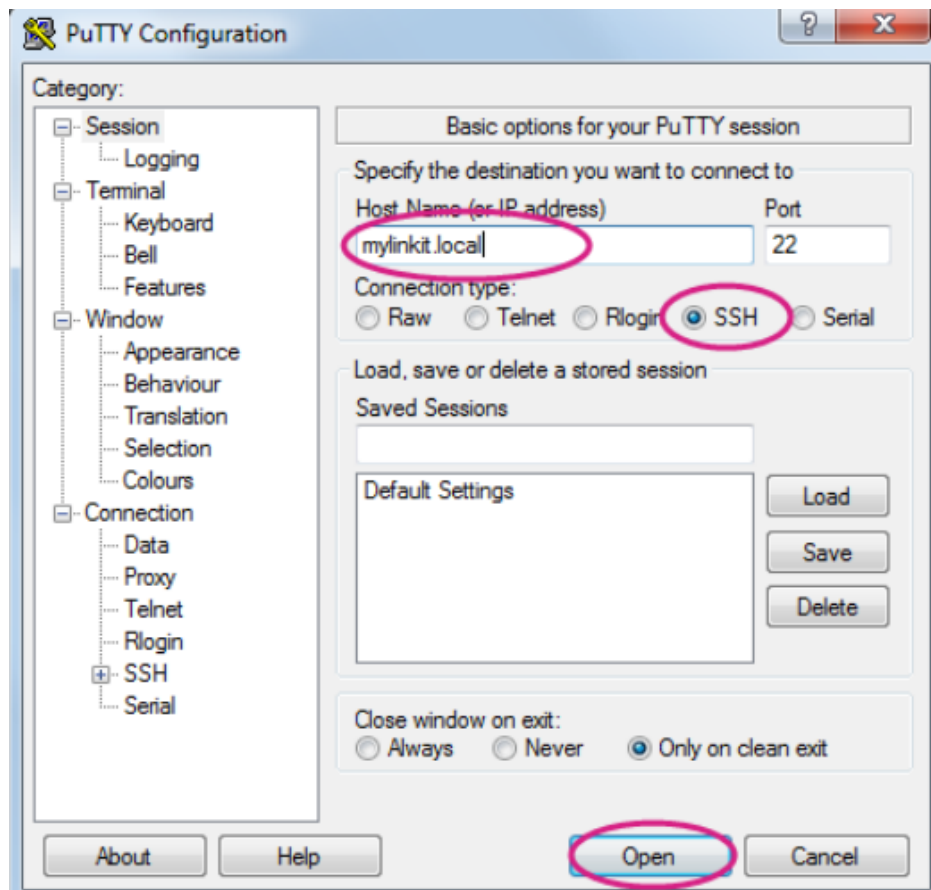 PuTTY Configuration
Category:
Session
Logging
Terminal
Keyboard
Bell
Features
Window
Appearance
Behaviour
Translation
Selection
Colours
Connection
Data
Proxy
Telnet
Rlogin
SSH
Serial
Basic options for your PuTTY session
Specify the destination you want to connect to
Host Name (or IP address) Port
mylinkit.local 22
Connection type:
Raw Telnet Rlogin SSH Serial
Load, save or delete a stored session
Saved Sessions
Default Settings
Load
Save
Delete
Close window on exit:
Always Never Only on clean exit
About Help Open Cancel